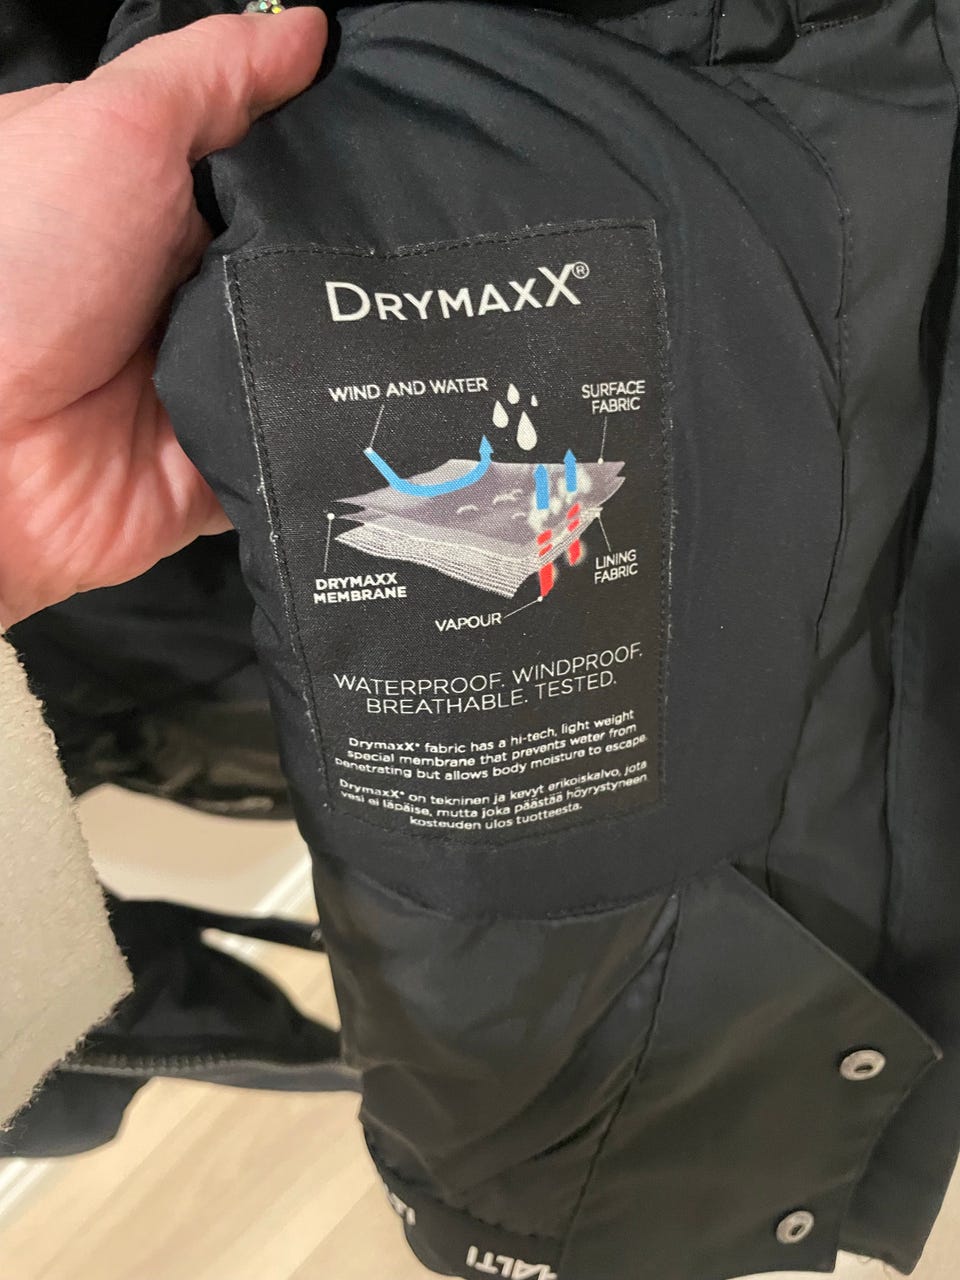 DRYMAXX®
WIND AND WATER
SURFACE
FABRIC
DRYMAXX
MEMBRANE
LINING
FABRIC
VAPOUR
WATERPROOF. WINDPROOF.
BREATHABLE. TESTED.
DrymaxX® fabric has a hi-tech, light weight
special membrane that prevents water from
penetrating but allows body moisture to escape.
DrymaxX® on tekninen ja kevyt erikoiskalvo, jota
vesi ei läpäise, mutta joka päästää höyrystyneen
kosteuden ulos tuotteesta.
HALTI